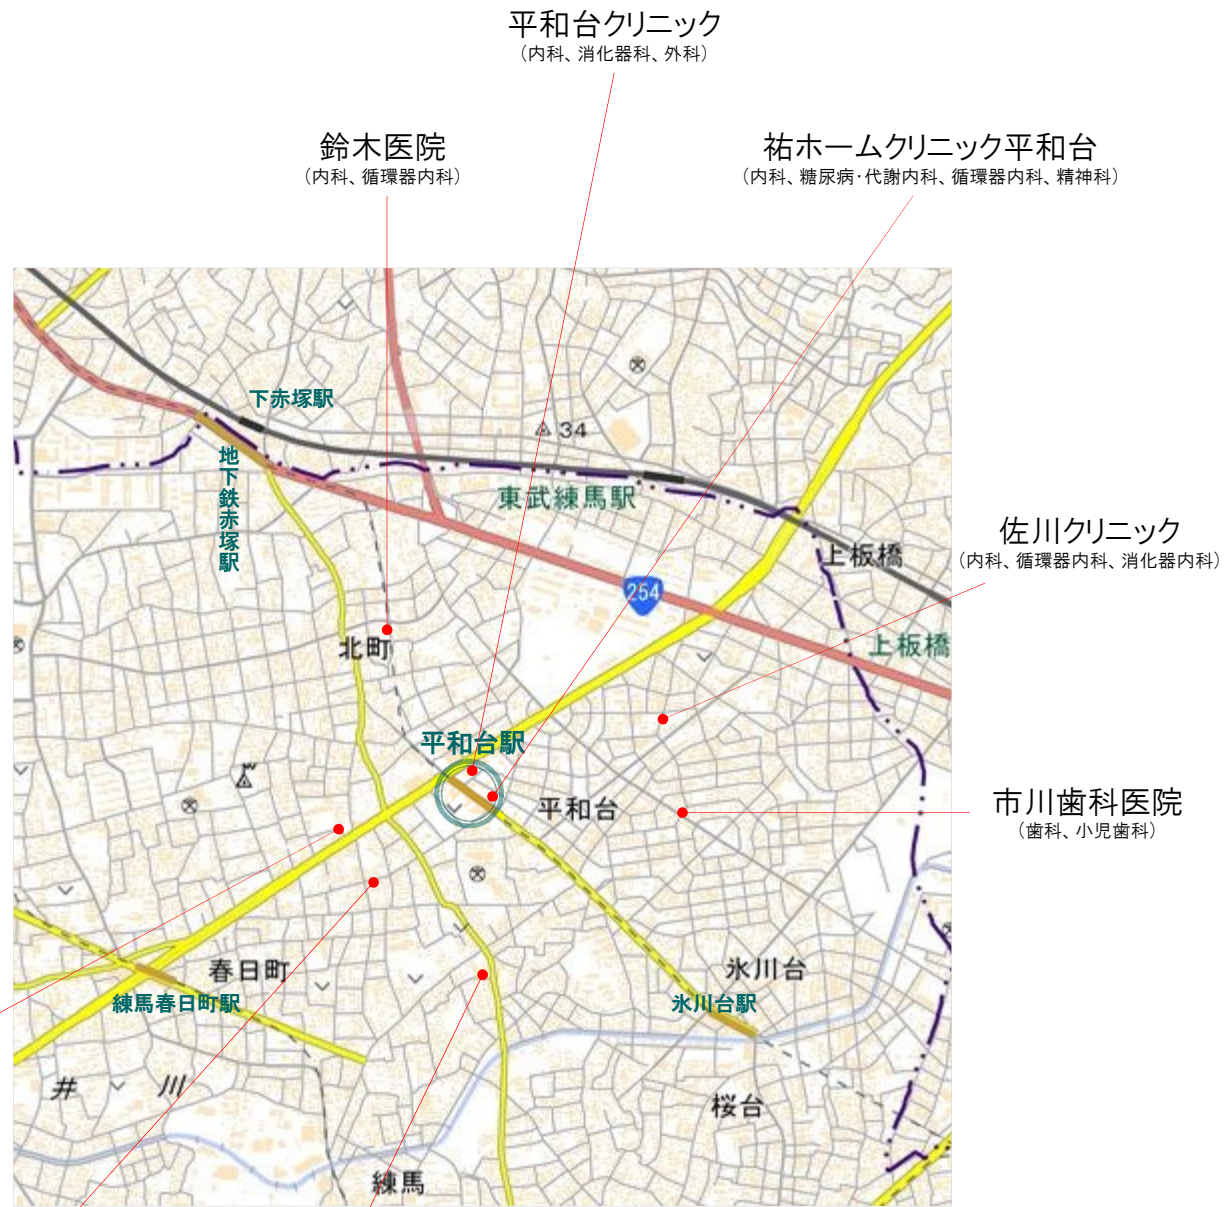 平和台クリニック
（内科、消化器科、外科）
鈴木医院
（内科、循環器内科）
祐ホームクリニック平和台
（内科、糖尿病・代謝内科、循環器内科、精神科）
下赤塚駅
34
地下鉄赤塚駅
東武練馬駅
佐川クリニック
（内科、循環器内科、消化器内科）
上板橋
254
北町
上板橋
平和台駅
平和台
市川歯科医院
（歯科、小児歯科）
春日町
氷川台
練馬春日町駅
氷川台駅
井 川
桜台
練馬